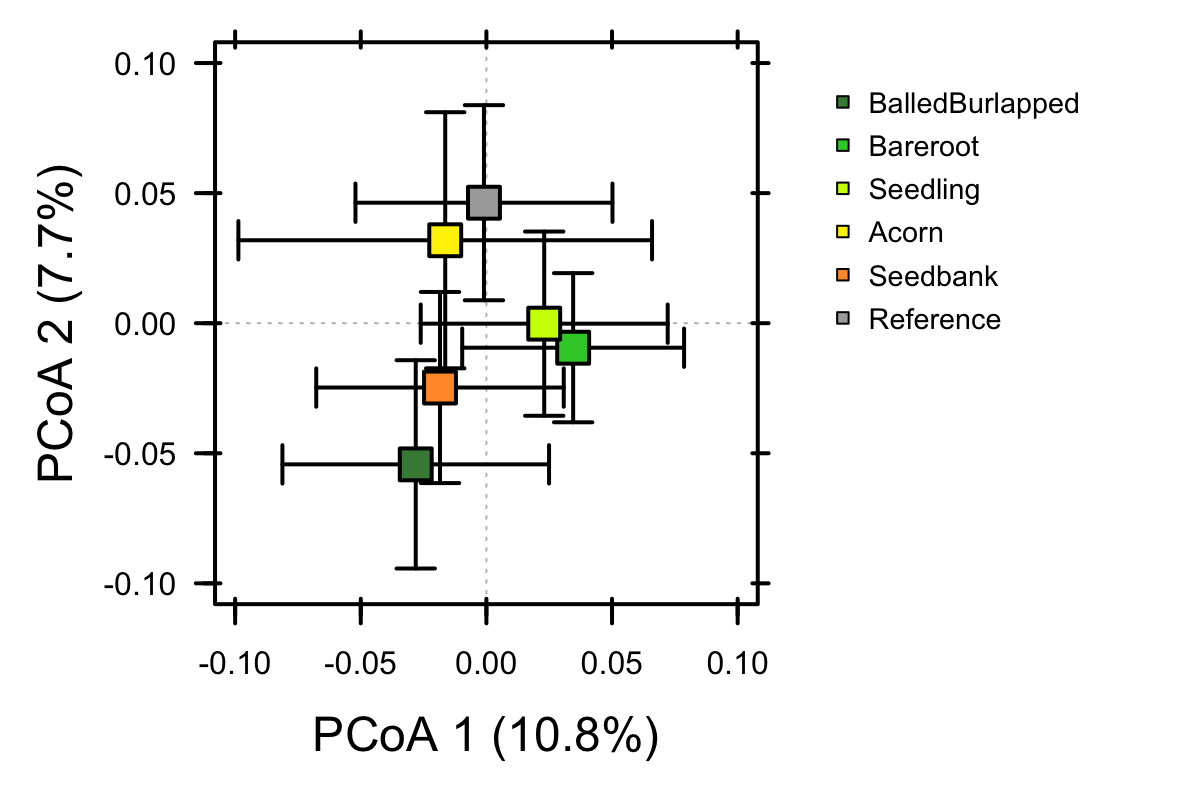 0.10
0.05
0.00
-0.05
-0.10
PCoA 2 (7.7%)
-0.10 -0.05 0.00 0.05 0.10
PCoA 1 (10.8%)
BalledBurlapped
Bareroot
Seedling
Acorn
Seedbank
Reference